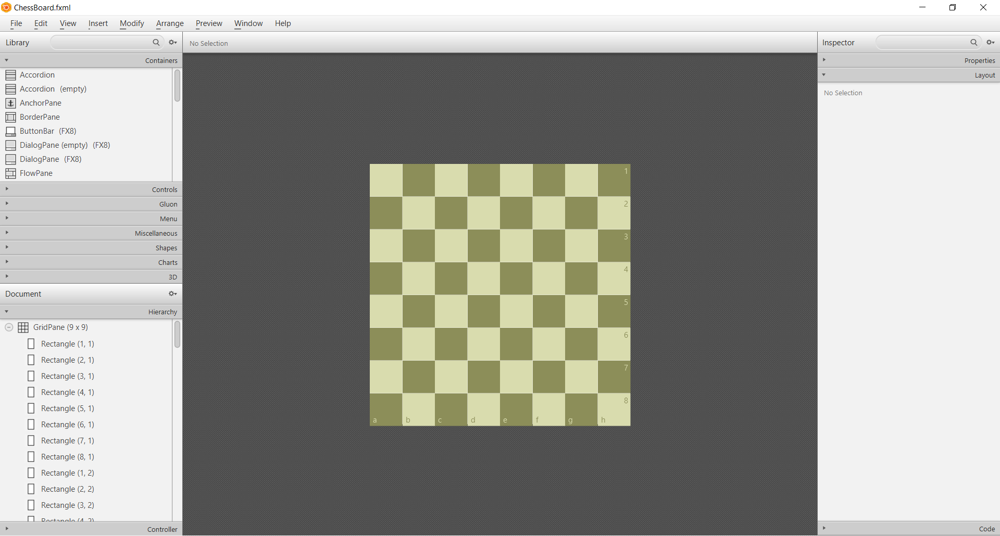 ChessBoard.fxml
File Edit View Insert Modify Arrange Preview Window Help
Library
Containers
Accordion
Accordion (empty)
AnchorPane
BorderPane
ButtonBar (FX8)
DialogPane (empty) (FX8)
DialogPane (FX8)
FlowPane
Controls
Gluon
Menu
Miscellaneous
Shapes
Charts
3D
Document
Hierarchy
GridPane (9 x 9)
Rectangle (1, 1)
Rectangle (2, 1)
Rectangle (3, 1)
Rectangle (4, 1)
Rectangle (5, 1)
Rectangle (6, 1)
Rectangle (7, 1)
Rectangle (8, 1)
Rectangle (1, 2)
Rectangle (2, 2)
Rectangle (3, 2)
Rectangle (4, 2)
Controller
No Selection
1
2
3
4
5
6
7
8
a b c d e f g h
Inspector
Properties
Layout
No Selection
Code